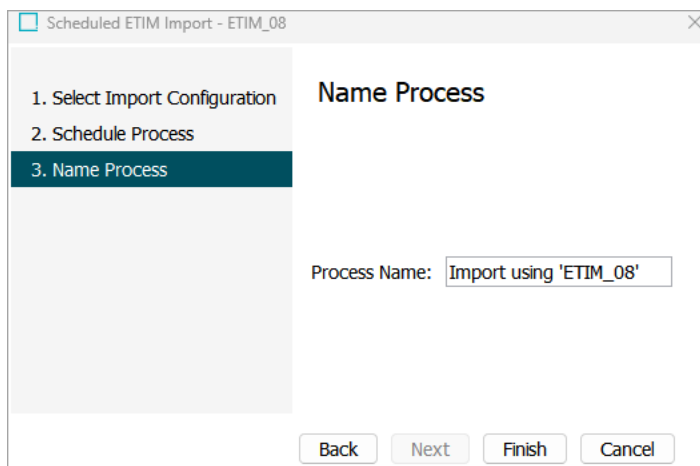 Scheduled ETIM Import - ETIM_08
1. Select Import Configuration
2. Schedule Process
3. Name Process
Name Process
Process Name: Import using 'ETIM_08'
Back Next Finish Cancel